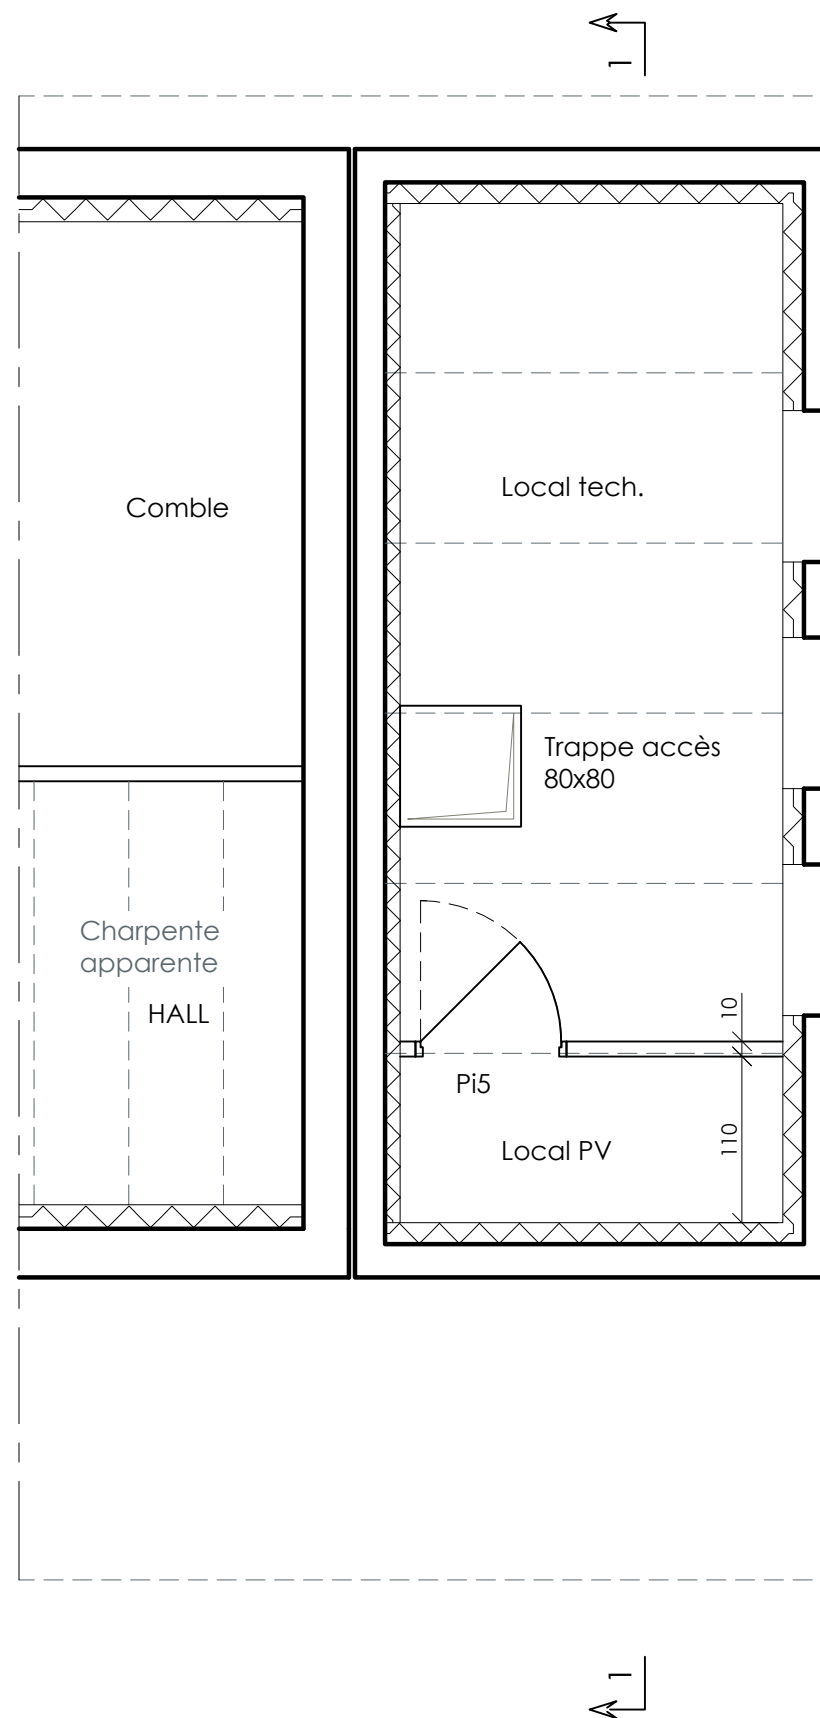 1
Local tech.
Comble
Trappe accès
80x80
Charpente
apparente
HALL
10
Pi5
Local PV
110
1